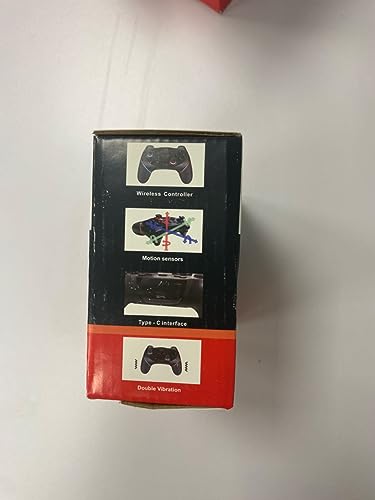 Wireless Controller
Motion sensors
Type - C interface
Double Vibration